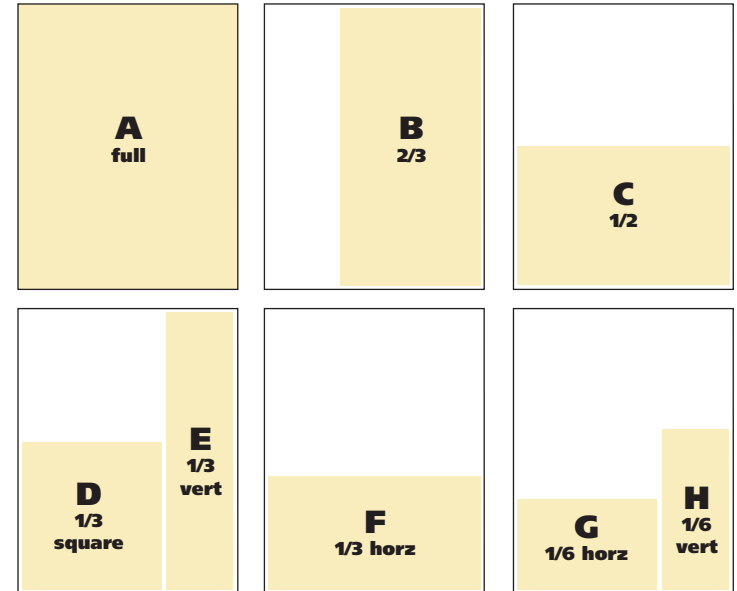 A
full
B
2/3
C
1/2
D
1/3
square
E
1/3
vert
F
1/3 horz
G
1/6 horz
H
1/6
vert